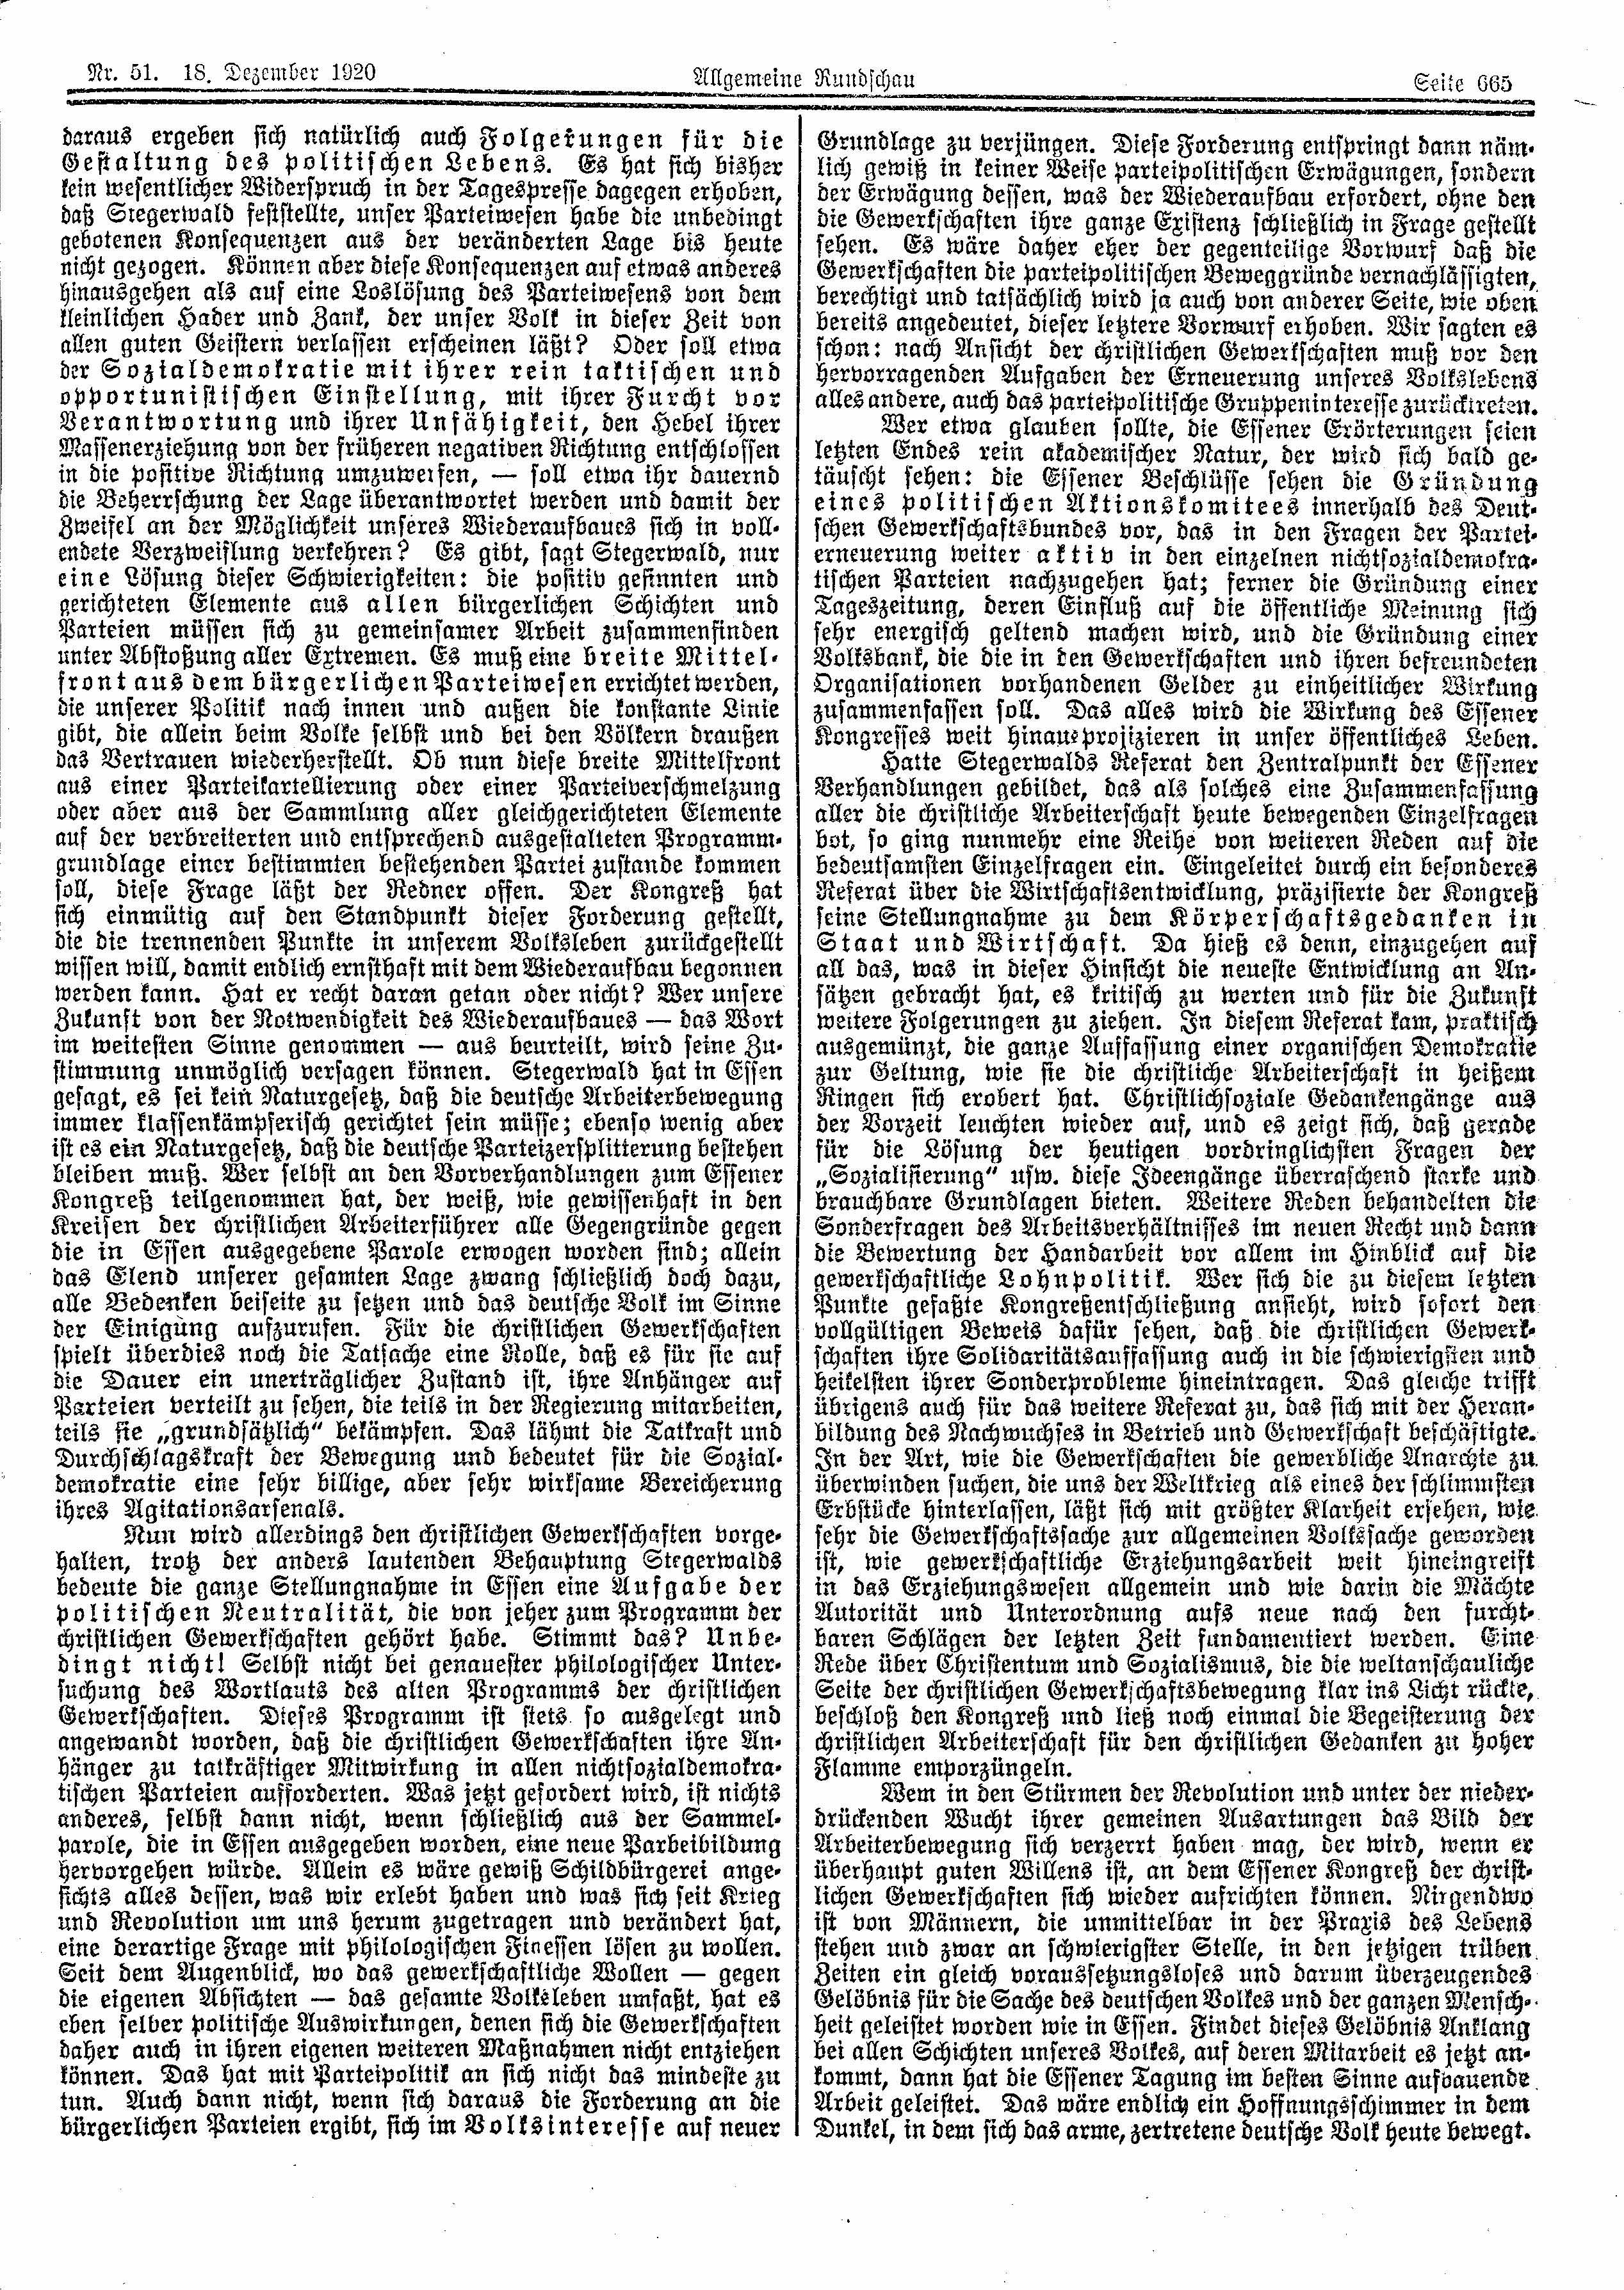 Nr. 51. 18. Dezember 1920
Allgemeine Rundschau
Seite 665
daraus ergeben sich natürlich auch Folgerungen für die
Gestaltung des politischen Lebens. Es hat sich bisher
kein wesentlicher Widerspruch in der Tagespresse dagegen erhoben,
daß Stegerwald feststellte, unser Parteiwesen habe die unbedingt
gebotenen Konsequenzen aus der veränderten Lage bis heute
nicht gezogen. Können aber diese Konsequenzen auf etwas anderes
hinausgehen als auf eine Loslösung des Parteiwesens von dem
kleinlichen Hader und Zank, der unser Volk in dieser Zeit von
allen guten Geistern verlassen erscheinen läßt? Oder soll etwa
der Sozialdemokratie mit ihrer rein taktischen und
opportunistischen Einstellung, mit ihrer Furcht vor
Verantwortung und ihrer Unfähigkeit, den Hebel ihrer
Massenerziehung von der früheren negativen Richtung entschlossen
in die positive Richtung umzuwerfen, — soll etwa ihr dauernd
die Beherrschung der Lage überantwortet werden und damit der
Zweifel an der Möglichkeit unseres Wiederaufbaues sich in voll-
endete Verzweiflung verkehren? Es gibt, sagt Stegerwald, nur
eine Lösung dieser Schwierigkeiten: die positiv gesinnten und
gerichteten Elemente aus allen bürgerlichen Schichten und
Parteien müssen sich zu gemeinsamer Arbeit zusammenfinden
unter Abstoßung aller Extremen. Es muß eine breite Mittel-
front aus dem bürgerlichen Parteiwesen errichtet werden,
die unserer Politik nach innen und außen die konstante Linie
gibt, die allein beim Volke selbst und bei den Völkern draußen
das Vertrauen wiederherstellt. Ob nun diese breite Mittelfront
aus einer Parteikartellierung oder einer Parteiverschmelzung
oder aber aus der Sammlung aller gleichgerichteten Elemente
auf der verbreiterten und entsprechend ausgestalteten Programm-
grundlage einer bestimmten bestehenden Partei zustande kommen
soll, diese Frage läßt der Redner offen. Der Kongreß hat
sich einmütig auf den Standpunkt dieser Forderung gestellt,
die die trennenden Punkte in unserem Volksleben zurückgestellt
wissen will, damit endlich ernsthaft mit dem Wiederaufbau begonnen
werden kann. Hat er recht daran getan oder nicht? Wer unsere
Zukunft von der Notwendigkeit des Wiederaufbaues — das Wort
im weitesten Sinne genommen — aus beurteilt, wird seine Zu-
stimmung unmöglich versagen können. Stegerwald hat in Essen
gesagt, es sei kein Naturgesetz, daß die deutsche Arbeiterbewegung
immer klassenkämpferisch gerichtet sein müsse; ebenso wenig aber
ist es ein Naturgesetz, daß die deutsche Parteizersplitterung bestehen
bleiben muß. Wer selbst an den Vorverhandlungen zum Essener
Kongreß teilgenommen hat, der weiß, wie gewissenhaft in den
Kreisen der christlichen Arbeiterführer alle Gegengründe gegen
die in Essen ausgegebene Parole erwogen worden sind; allein
das Elend unserer gesamten Lage zwang schließlich doch dazu,
alle Bedenken beiseite zu setzen und das deutsche Volk im Sinne
der Einigung aufzurufen. Für die christlichen Gewerkschaften
spielt überdies noch die Tatsache eine Rolle, daß es für sie auf
die Dauer ein unerträglicher Zustand ist, ihre Anhänger auf
Parteien verteilt zu sehen, die teils in der Regierung mitarbeiten,
teils sie „grundsätzlich“ bekämpfen. Das lähmt die Tatkraft und
Durchschlagskraft der Bewegung und bedeutet für die Sozial-
demokratie eine sehr billige, aber sehr wirksame Bereicherung
ihres Agitationsarsenals.
Nun wird allerdings den christlichen Gewerkschaften vorge-
halten, trotz der anders lautenden Behauptung Stegerwalds
bedeute die ganze Stellungnahme in Essen eine Aufgabe der
politischen Neutralität, die von jeher zum Programm der
christlichen Gewerkschaften gehört habe. Stimmt das? Unbe-
dingt nicht! Selbst nicht bei genauester philologischer Unter-
suchung des Wortlauts des alten Programms der christlichen
Gewerkschaften. Dieses Programm ist stets so ausgelegt und
angewandt worden, daß die christlichen Gewerkschaften ihre An-
hänger zu tatkräftiger Mitwirkung in allen nichtsozialdemokra-
tischen Parteien aufforderten. Was jetzt gefordert wird, ist nichts
anderes, selbst dann nicht, wenn schließlich aus der Sammel-
parole, die in Essen ausgegeben worden, eine neue Parbeibildung
hervorgehen würde. Allein es wäre gewiß Schildbürgerei ange-
sichts alles dessen, was wir erlebt haben und was sich seit Krieg
und Revolution um uns herum zugetragen und verändert hat,
eine derartige Frage mit philologischen Finessen lösen zu wollen.
Seit dem Augenblick, wo das gewerkschaftliche Wollen — gegen
die eigenen Absichten — das gesamte Volksleben umfaßt, hat es
eben selber politische Auswirkungen, denen sich die Gewerkschaften
daher auch in ihren eigenen weiteren Maßnahmen nicht entziehen
können. Das hat mit Parteipolitik an sich nicht das mindeste zu
tun. Auch dann nicht, wenn sich daraus die Forderung an die
bürgerlichen Parteien ergibt, sich im Volksinteresse auf neuer
Grundlage zu verjüngen. Diese Forderung entspringt dann näm-
lich gewiß in keiner Weise parteipolitischen Erwägungen, sondern
der Erwägung dessen, was der Wiederaufbau erfordert, ohne den
die Gewerkschaften ihre ganze Existenz schließlich in Frage gestellt
sehen. Es wäre daher eher der gegenteilige Vorwurf daß die
Gewerkschaften die parteipolitischen Beweggründe vernachlässigten,
berechtigt und tatsächlich wird ja auch von anderer Seite, wie oben
bereits angedeutet, dieser letztere Vorwurf erhoben. Wir sagten es
schon: nach Ansicht der christlichen Gewerkschaften muß vor den
hervorragenden Aufgaben der Erneuerung unseres Volkslebens
alles andere, auch das parteipolitische Gruppeninteresse zurücktreten.
Wer etwa glauben sollte, die Essener Erörterungen seien
letzten Endes rein akademischer Natur, der wird sich bald ge-
täuscht sehen: die Essener Beschlüsse sehen die Gründung
eines politischen Aktionskomitees innerhalb des Deut-
schen Gewerkschaftsbundes vor, das in den Fragen der Partei-
erneuerung weiter aktiv in den einzelnen nichtsozialdemokra-
tischen Parteien nachzugehen hat; ferner die Gründung einer
Tageszeitung, deren Einfluß auf die öffentliche Meinung sich
sehr energisch geltend machen wird, und die Gründung einer
Volksbank, die die in den Gewerkschaften und ihren befreundeten
Organisationen vorhandenen Gelder zu einheitlicher Wirkung
zusammenfassen soll. Das alles wird die Wirkung des Essener
Kongresses weit hinausprojizieren in unser öffentliches Leben.
Hatte Stegerwalds Referat den Zentralpunkt der Essener
Verhandlungen gebildet, das als solches eine Zusammenfassung
aller die christliche Arbeiterschaft heute bewegenden Einzelfragen
bot, so ging nunmehr eine Reihe von weiteren Reden auf die
bedeutsamsten Einzelfragen ein. Eingeleitet durch ein besonderes
Referat über die Wirtschaftsentwicklung, präzisierte der Kongreß
seine Stellungnahme zu dem Körperschaftsgedanken in
Staat und Wirtschaft. Da hieß es denn, einzugehen auf
all das, was in dieser Hinsicht die neueste Entwicklung an An-
sätzen gebracht hat, es kritisch zu werten und für die Zukunft
weitere Folgerungen zu ziehen. In diesem Referat kam, praktisch
ausgemünzt, die ganze Auffassung einer organischen Demokratie
zur Geltung, wie sie die christliche Arbeiterschaft in heißem
Ringen sich erobert hat. Christlichsoziale Gedankengänge aus
der Vorzeit leuchten wieder auf, und es zeigt sich, daß gerade
für die Lösung der heutigen vordringlichsten Fragen der
„Sozialisierung“ usw. diese Ideengänge überraschend starke und
brauchbare Grundlagen bieten. Weitere Reden behandelten die
Sonderfragen des Arbeitsverhältnisses im neuen Recht und dann
die Bewertung der Handarbeit vor allem im Hinblick auf die
gewerkschaftliche Lohnpolitik. Wer sich die zu diesem letzten
Punkte gefaßte Kongreßentschließung ansieht, wird sofort den
vollgültigen Beweis dafür sehen, daß die christlichen Gewerk-
schaften ihre Solidaritätsauffassung auch in die schwierigsten und
heikelsten ihrer Sonderprobleme hineintragen. Das gleiche trifft
übrigens auch für das weitere Referat zu, das sich mit der Heran-
bildung des Nachwuchses in Betrieb und Gewerkschaft beschäftigte.
In der Art, wie die Gewerkschaften die gewerbliche Anarchie zu
überwinden suchen, die uns der Weltkrieg als eines der schlimmsten
Erbstücke hinterlassen, läßt sich mit größter Klarheit ersehen, wie
sehr die Gewerkschaftssache zur allgemeinen Volkssache geworden
ist, wie gewerkschaftliche Erziehungsarbeit weit hineingreift
in das Erziehungswesen allgemein und wie darin die Mächte
Autorität und Unterordnung aufs neue nach den furcht-
baren Schlägen der letzten Zeit fundamentiert werden. Eine
Rede über Christentum und Sozialismus, die die weltanschauliche
Seite der christlichen Gewerkschaftsbewegung klar ins Licht rückte,
beschloß den Kongreß und ließ noch einmal die Begeisterung der
christlichen Arbeiterschaft für den christlichen Gedanken zu hoher
Flamme emporzüngeln.
Wem in den Stürmen der Revolution und unter der nieder-
drückenden Wucht ihrer gemeinen Ausartungen das Bild der
Arbeiterbewegung sich verzerrt haben mag, der wird, wenn er
überhaupt guten Willens ist, an dem Essener Kongreß der christ-
lichen Gewerkschaften sich wieder aufrichten können. Nirgendwo
ist von Männern, die unmittelbar in der Praxis des Lebens
stehen und zwar an schwierigster Stelle, in den jetzigen trüben
Zeiten ein gleich voraussetzungsloses und darum überzeugendes
Gelöbnis für die Sache des deutschen Volkes und der ganzen Mensch-
heit geleistet worden wie in Essen. Findet dieses Gelöbnis Anklang
bei allen Schichten unseres Volkes, auf deren Mitarbeit es jetzt an-
kommt, dann hat die Essener Tagung im besten Sinne aufbauende
Arbeit geleistet. Das wäre endlich ein Hoffnungsschimmer in dem
Dunkel, in dem sich das arme, zertretene deutsche Volk heute bewegt.